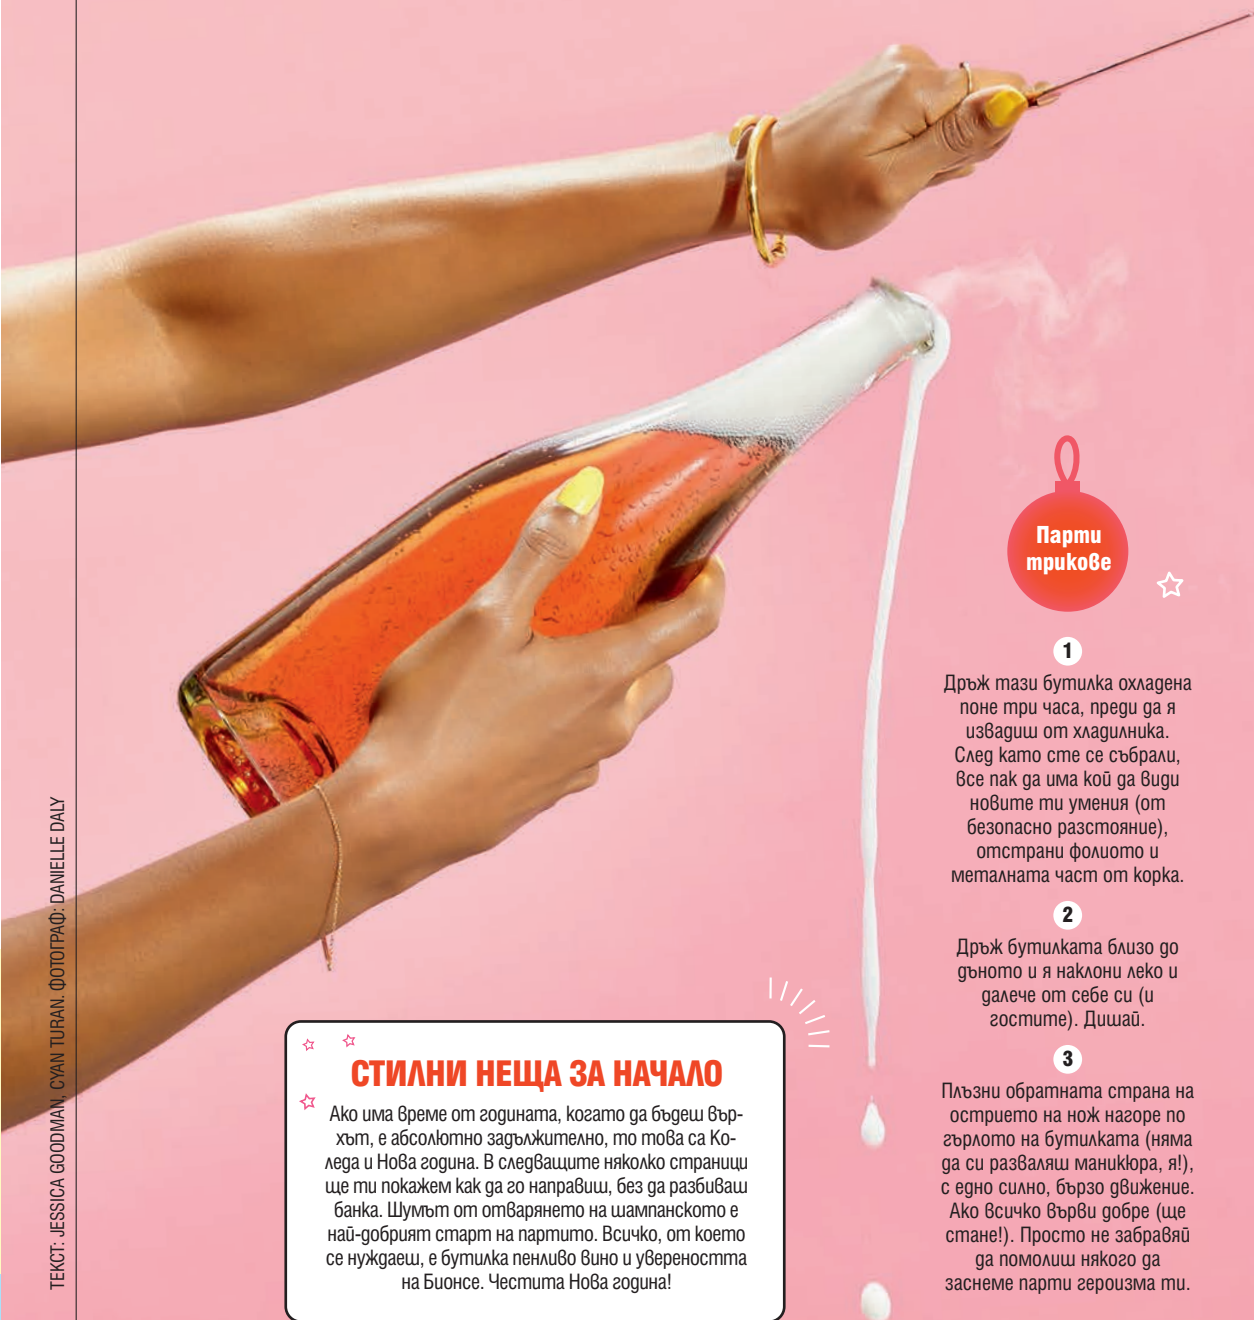 ТЕКСТ: JESSICA GOODMAN, CYAN TURAN. ФОТОГРАФ: DANIELLE DALY
Парти
трикове
1
Дръж тази бутилка охладена
поне три часа, преди да я
извадиш от хладилника.
След като сте се събрали,
все пак да има кой да види
новите ти умения (от
безопасно разстояние),
отстрани фолиото и
металната част от корка.
2
Дръж бутилката близо до
дъното и я наклони леко и
далече от себе си (и
гостите). Дишай.
3
Плъзни обратната страна на
острието на нож нагоре по
гърлото на бутилката (няма
да си разваляш маникюра, я!),
с едно силно, бързо движение.
Ако всичко върви добре (ще
стане!). Просто не забравяй
да помолиш някого да
заснеме парти героизма ти.
СТИЛНИ НЕЩА ЗА НАЧАЛО
Ако има време от годината, когато да бъдеш вър-
хът, е абсолютно задължително, то това са Ко-
леда и Нова година. В следващите няколко страници
ще ти покажем как да го направиш, без да разбиваш
банка. Шумът от отварянето на шампанското е
най-добрият старт на партито. Всичко, от което
се нуждаеш, е бутилка пенливо вино и увереността
на Бионсе. Честита Нова година!